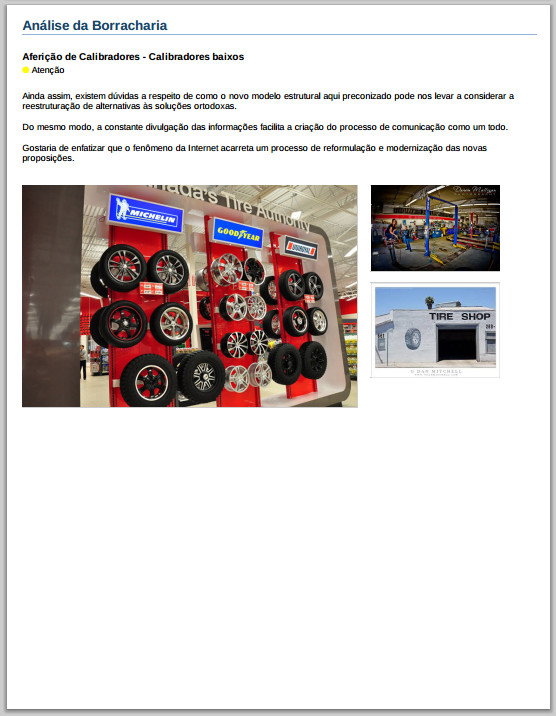 Análise da Borracharia
Aferição de Calibradores - Calibradores baixos
Atenção
Ainda assim, existem dúvidas a respeito de como o novo modelo estrutural aqui preconizado pode nos levar a considerar a
reestruturação de alternativas às soluções ortodoxas.
Do mesmo modo, a constante divulgação das informações facilita a criação do processo de comunicação como um todo.
Gostaria de enfatizar que o fenômeno da Internet acarreta um processo de reformulação e modernização das novas
proposições.
nada's Tire Authority
MICHELIN
GOODYEAR
TIRE SHOP
© DAN MITCHELL